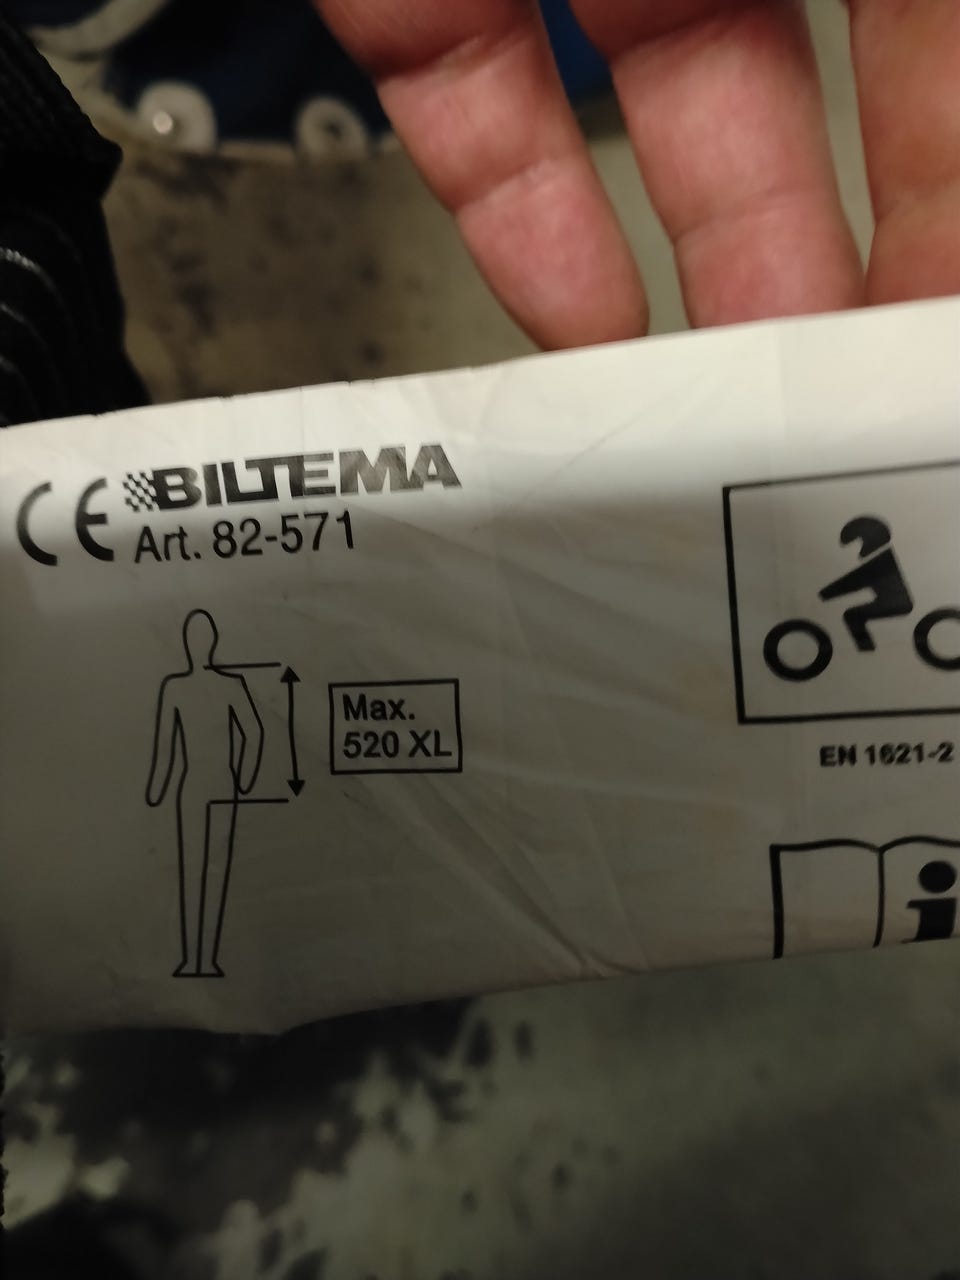 CE BILTEMA
Art. 82-571
Max.
520 XL
EN 1621-2
i